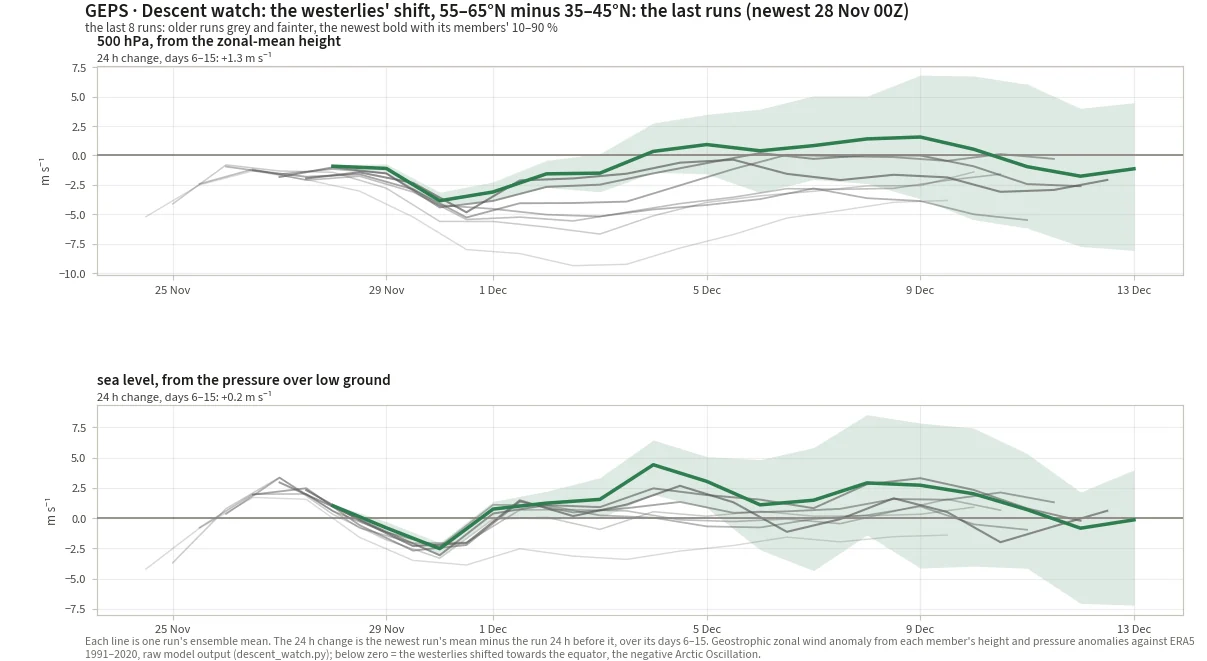 GEPS · Descent watch: the westerlies' shift, 55–65°N minus 35–45°N: the last runs (newest 28 Nov 00Z)
the last 8 runs: older runs grey and fainter, the newest bold with its members' 10–90 %
500 hPa, from the zonal-mean height
24 h change, days 6–15: +1.3 m s⁻¹
7.5
5.0
2.5
0.0
−2.5
−5.0
−7.5
−10.0
m s⁻¹
25 Nov 29 Nov 1 Dec 5 Dec 9 Dec 13 Dec
sea level, from the pressure over low ground
24 h change, days 6–15: +0.2 m s⁻¹
7.5
5.0
2.5
0.0
−2.5
−5.0
−7.5
m s⁻¹
25 Nov 29 Nov 1 Dec 5 Dec 9 Dec 13 Dec
Each line is one run's ensemble mean. The 24 h change is the newest run's mean minus the run 24 h before it, over its days 6–15. Geostrophic zonal wind anomaly from each member's height and pressure anomalies against ERA5
1991–2020, raw model output (descent_watch.py); below zero = the westerlies shifted towards the equator, the negative Arctic Oscillation.